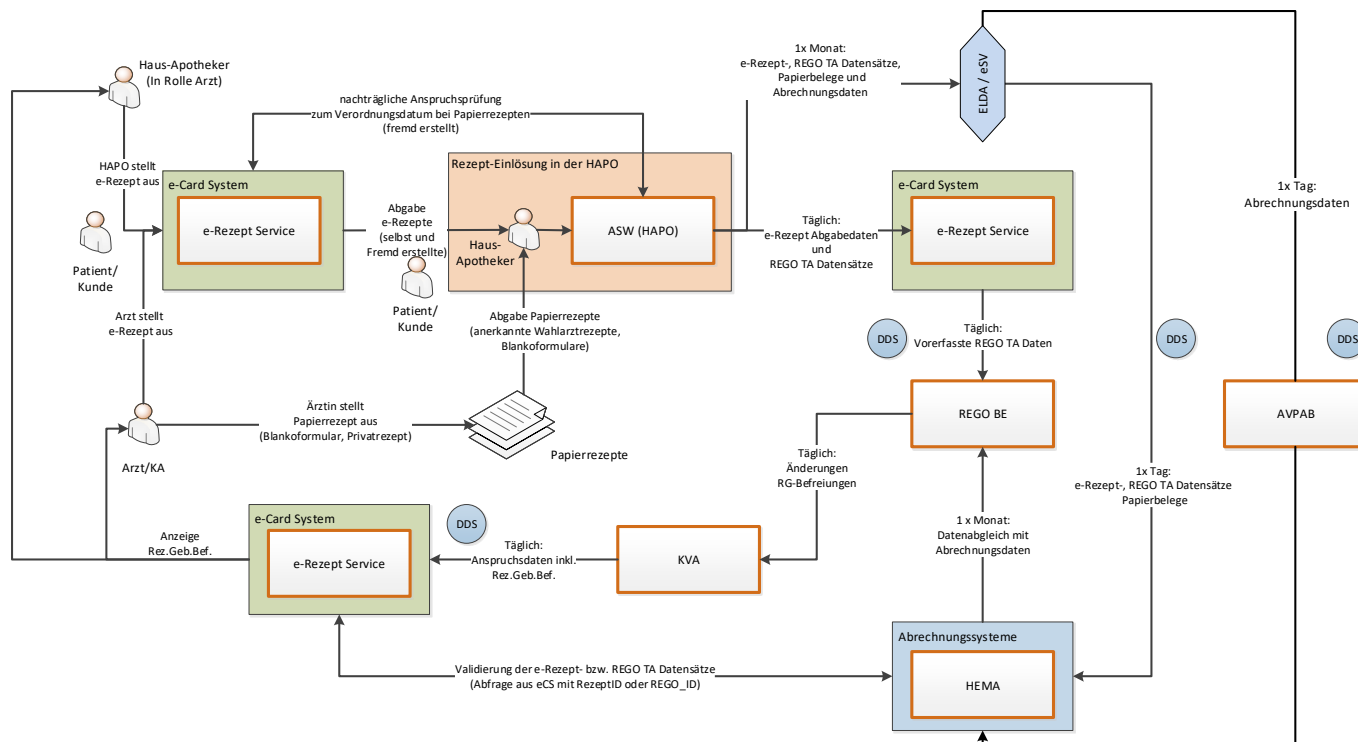 Haus-Apotheker
(In Rolle Arzt)
1x Monat:
e-Rezept-, REGO TA Datensätze,
Papierbelege und
Abrechnungsdaten
ELDA / eSV
nachträgliche Anspruchsprüfung
zum Verordnungsdatum bei Papierrezepten
(fremd erstellt)
HAPO stellt
e-Rezept aus
e-Card System
e-Rezept Service
Patient/
Kunde
Abgabe
e-Rezepte
(selbst und
Fremd erstellte)
Patient/
Kunde
Rezept-Einlösung in der HAPO
Haus-
Apotheker
ASW (HAPO)
Täglich:
e-Rezept Abgabedaten
und
REGO TA Datensätze
e-Card System
e-Rezept Service
1x Tag:
Abrechnungsdaten
Arzt stellt
e-Rezept aus
Abgabe Papierrezepte
(anerkannte Wahlarztrezepte,
Blankoformulare)
DDS
Täglich:
Vorerfasste REGO TA Daten
DDS
DDS
REGO BE
AVPAB
Ärztin stellt
Papierrezept aus
(Blankoformular, Privatrezept)
Arzt/KA
Papierrezepte
Täglich:
Änderungen
RG-Befreiungen
1x Tag:
e-Rezept-, REGO TA Datensätze
Papierbelege
e-Card System
e-Rezept Service
DDS
Anzeige
Rez.Geb.Bef.
Täglich:
Anspruchsdaten inkl.
Rez.Geb.Bef.
KVA
1 x Monat:
Datenabgleich mit
Abrechnungsdaten
Abrechnungssysteme
HEMA
Validierung der e-Rezept- bzw. REGO TA Datensätze
(Abfrage aus eCS mit RezeptID oder REGO_ID)